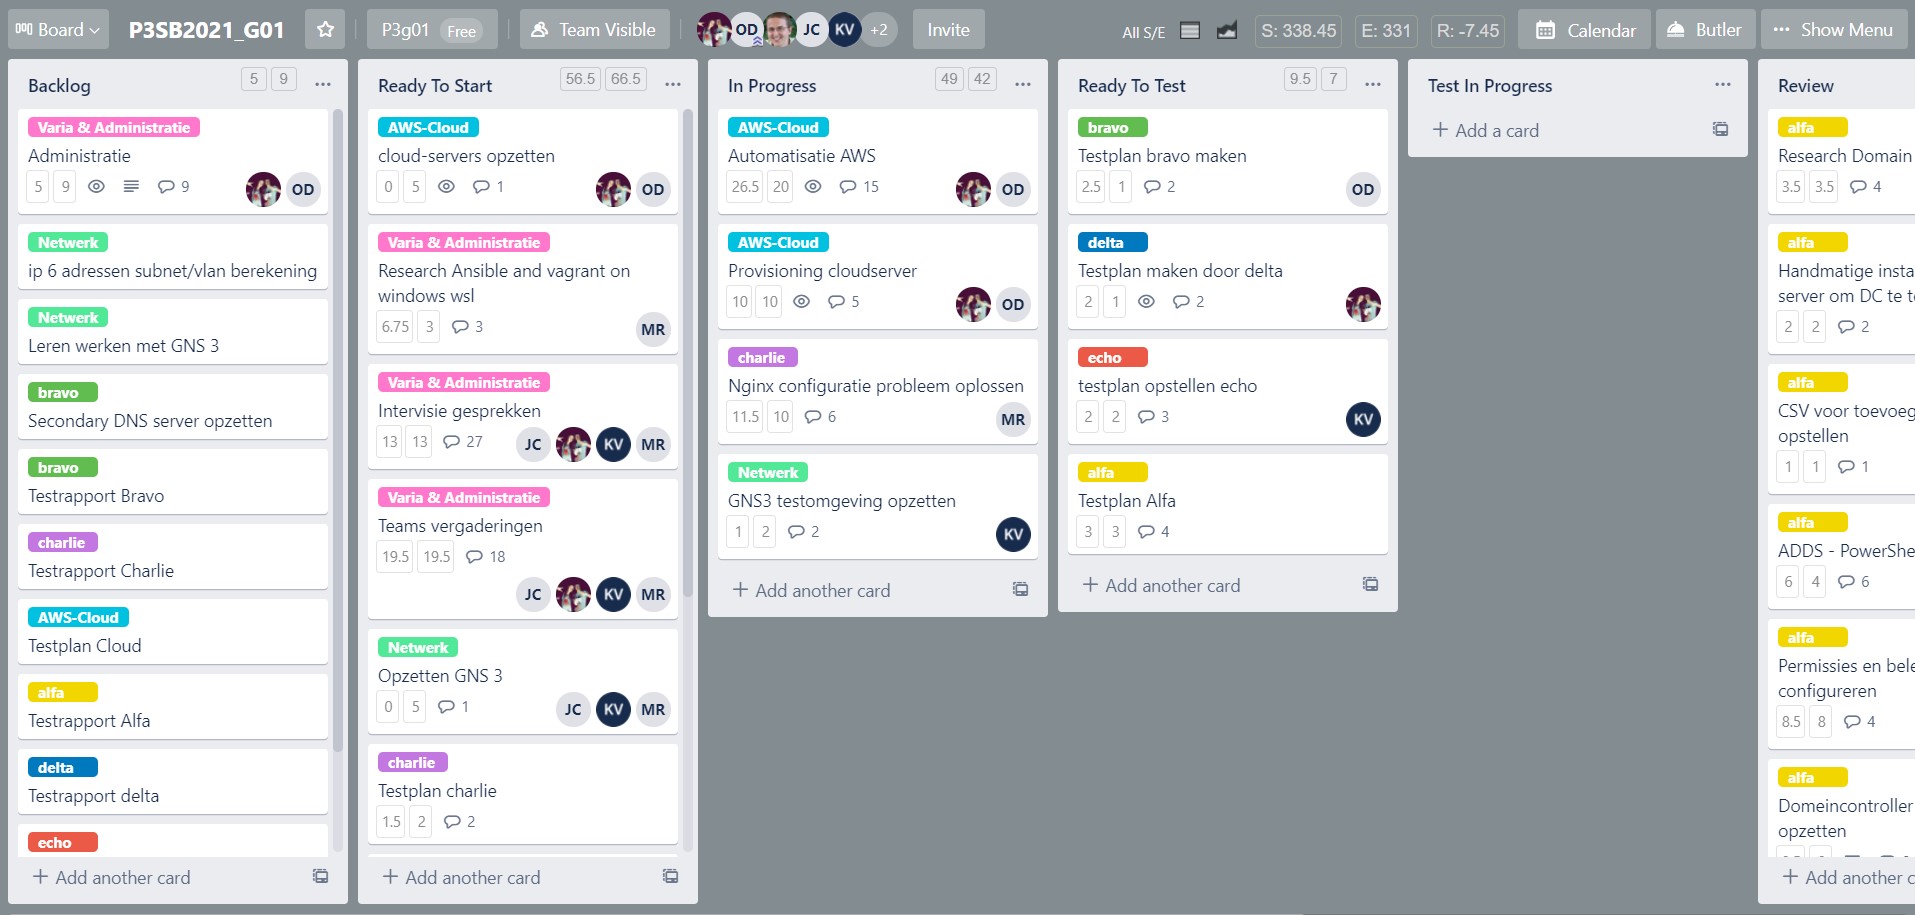 Board
P3SB2021_G01
P3g01 Free
Team Visible
OD
JC
KV
+2
Invite
All S/E
S: 338.45
E: 331
R: -7.45
Calendar
Butler
Show Menu
Backlog
5 9
Varia & Administratie
Administratie
5 9 9
OD
Netwerk
ip 6 adressen subnet/vlan berekening
Netwerk
Leren werken met GNS 3
bravo
Secondary DNS server opzetten
bravo
Testrapport Bravo
charlie
Testrapport Charlie
AWS-Cloud
Testplan Cloud
alfa
Testrapport Alfa
delta
Testrapport delta
echo
+ Add another card
Ready To Start
56.5 66.5
AWS-Cloud
cloud-servers opzetten
0 5 1
OD
Varia & Administratie
Research Ansible and vagrant on
windows wsl
6.75 3 3
MR
Varia & Administratie
Intervisie gesprekken
13 13 27
JC KV MR
Varia & Administratie
Teams vergaderingen
19.5 19.5 18
JC KV MR
Netwerk
Opzetten GNS 3
0 5 1
JC KV MR
charlie
Testplan charlie
1.5 2 2
+ Add another card
In Progress
49 42
AWS-Cloud
Automatisatie AWS
26.5 20 15
OD
AWS-Cloud
Provisioning cloudserver
10 10 5
OD
charlie
Nginx configuratie probleem oplossen
11.5 10 6
MR
Netwerk
GNS3 testomgeving opzetten
1 2 2
KV
+ Add another card
Ready To Test
9.5 7
bravo
Testplan bravo maken
2.5 1 2
OD
delta
Testplan maken door delta
2 1 2
echo
testplan opstellen echo
2 2 3
KV
alfa
Testplan Alfa
3 3 4
+ Add another card
Test In Progress
+ Add a card
Review
alfa
Research Domain
3.5 3.5 4
alfa
Handmatige insta
server om DC te t
2 2 2
alfa
CSV voor toevoeg
opstellen
1 1 1
alfa
ADDS - PowerShe
6 4 6
alfa
Permissies en bele
configureren
8.5 8 4
alfa
Domeincontroller
opzetten
+ Add another c